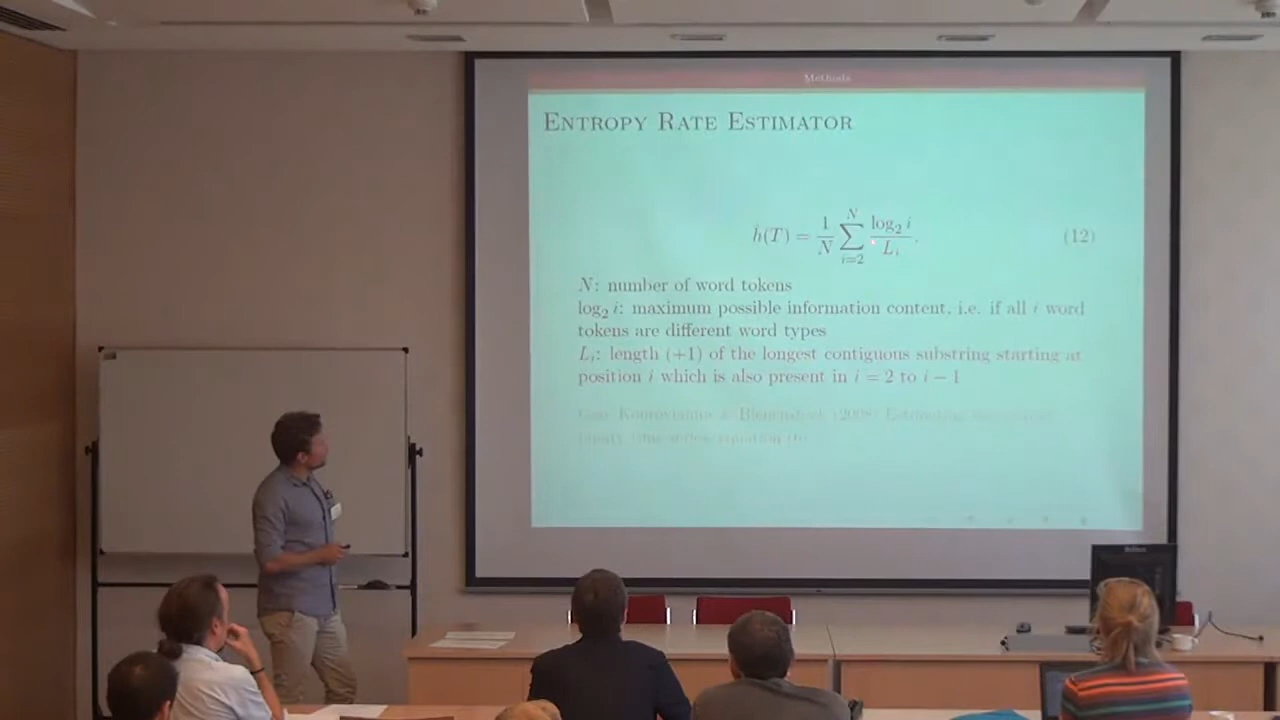 Methods
ENTROPY RATE ESTIMATOR
h(T) = 1/N ∑_{i=2}^{N} log₂ i / L_i . (12)
N: number of word tokens
log₂ i: maximum possible information content, i.e. if all i word
tokens are different word types
L_i: length (+1) of the longest contiguous substring starting at
position i which is also present in i = 2 to i − 1
(2008)